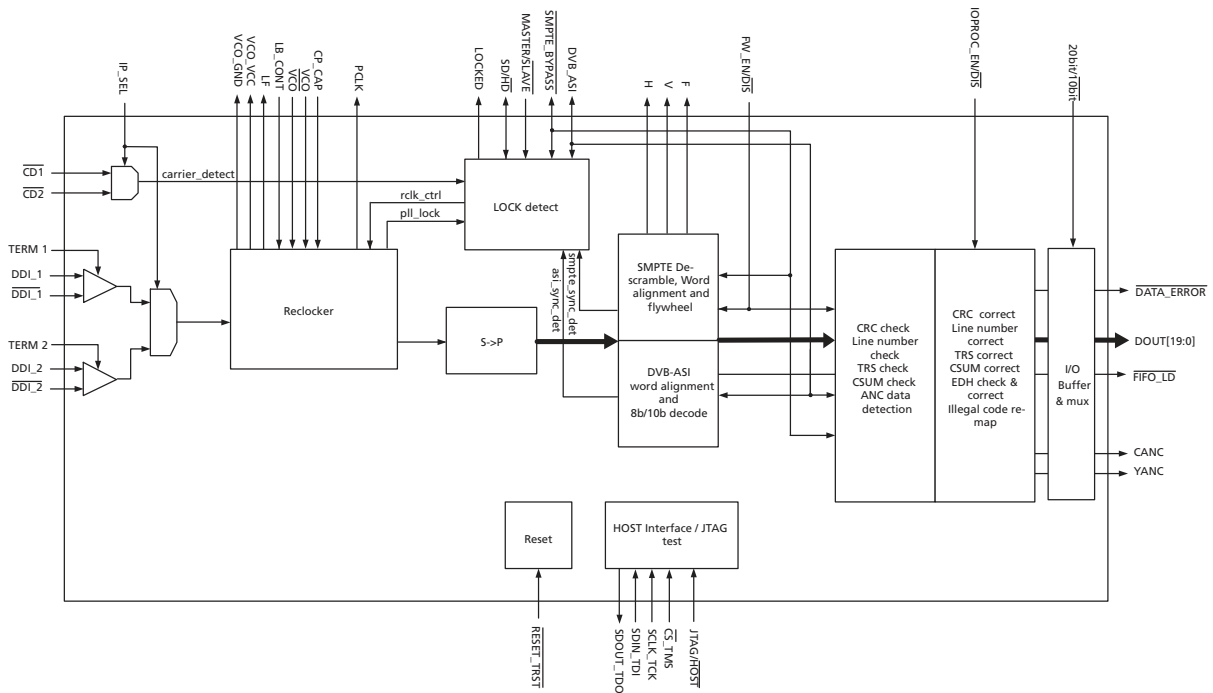 IP_SEL
VCO_GND
VCO_VCC
LF
LB_CONT
VCO
VCO
CP_CAP
PCLK
LOCKED
SD/HD
MASTER/SLAVE
SMPTE_BYPASS
DVB_ASI
H
V
F
FW_EN/DIS
IOPROC_EN/DIS
20bit/10bit
CD1
CD2
carrier_detect
rclk_ctrl
pll_lock
LOCK detect
TERM 1
DDI_1
DDI_1
TERM 2
DDI_2
DDI_2
Reclocker
S->P
asi_sync_det
smpte_sync_det
SMPTE De-
scramble, Word
alignment and
flywheel
DVB-ASI
word alignment
and
8b/10b decode
CRC check
Line number
check
TRS check
CSUM check
ANC data
detection
CRC correct
Line number
correct
TRS correct
CSUM correct
EDH check &
correct
Illegal code re-
map
I/O
Buffer
& mux
DATA_ERROR
DOUT[19:0]
FIFO_LD
CANC
YANC
Reset
HOST Interface / JTAG
test
RESET_TRST
SDOUT_TDO
SDIN_TDI
SCLK_TCK
CS_TMS
JTAG/HOST